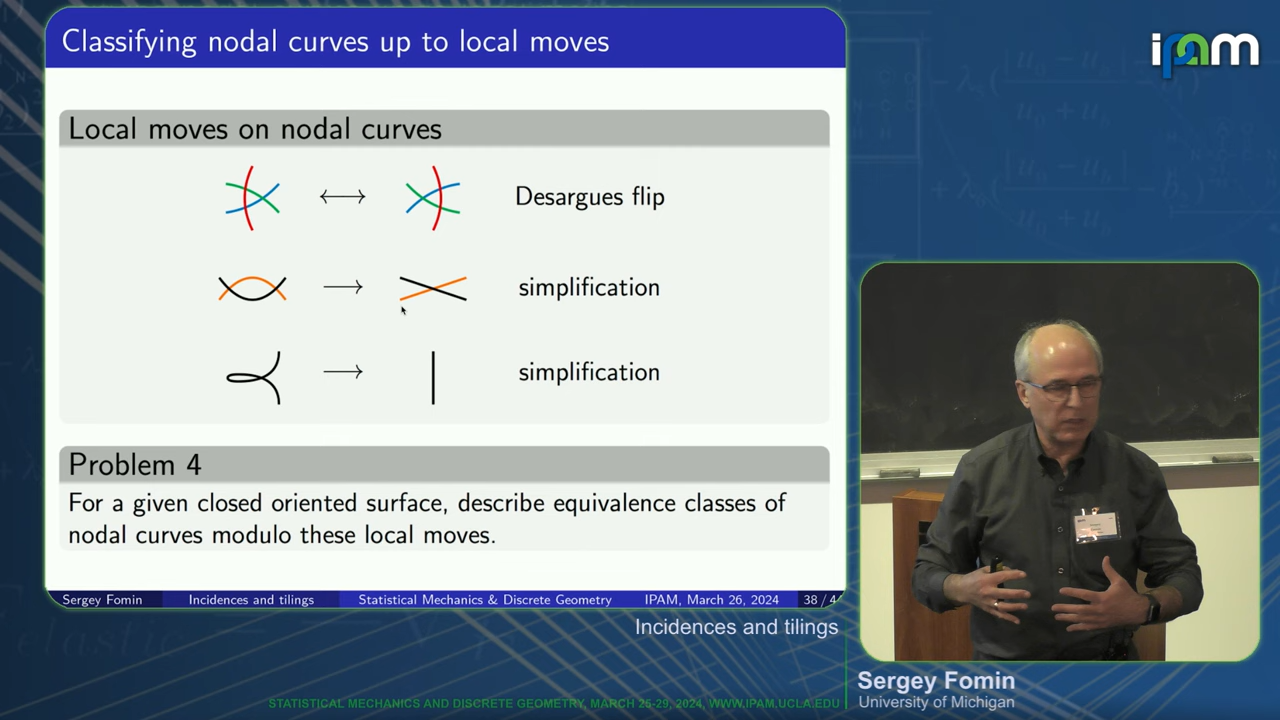 Classifying nodal curves up to local moves
ipam
Local moves on nodal curves
Desargues flip
simplification
simplification
Problem 4
For a given closed oriented surface, describe equivalence classes of
nodal curves modulo these local moves.
Sergey Fomin Incidences and tilings Statistical Mechanics & Discrete Geometry IPAM, March 26, 2024 38 /
Incidences and tilings
Sergey Fomin
University of Michigan
STATISTICAL MECHANICS AND DISCRETE GEOMETRY, MARCH 25-29, 2024, WWW.IPAM.UCLA.EDU